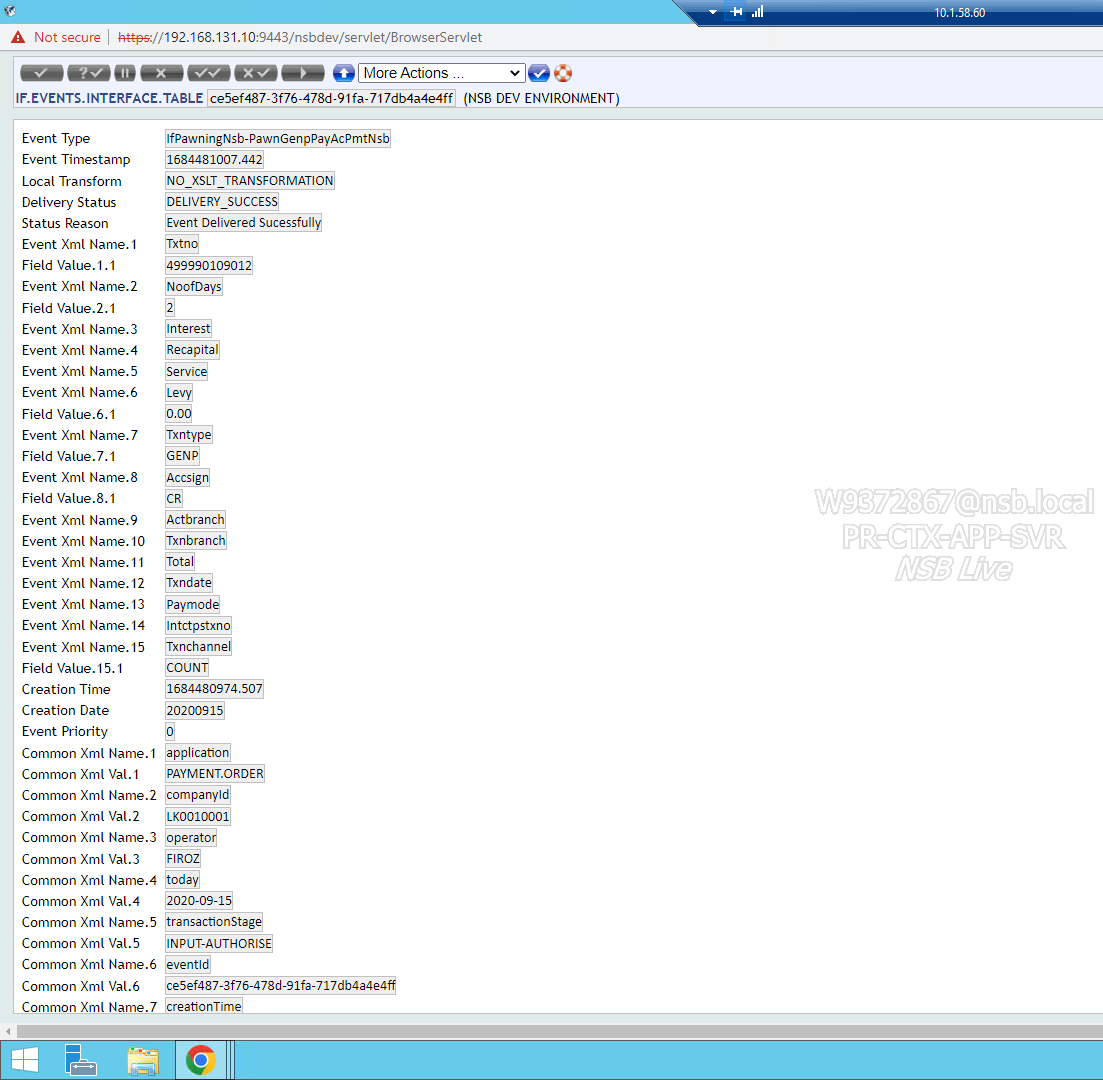 10.1.58.60
Not secure https://192.168.131.10:9443/nsbdev/servlet/BrowserServlet
More Actions ...
IF.EVENTS.INTERFACE.TABLE ce5ef487-3f76-478d-91fa-717db4a4e4ff (NSB DEV ENVIRONMENT)
Event Type IfPawningNsb-PawnGenpPayAcPmtNsb
Event Timestamp 1684481007.442
Local Transform NO_XSLT_TRANSFORMATION
Delivery Status DELIVERY_SUCCESS
Status Reason Event Delivered Sucessfully
Event Xml Name.1 Txtno
Field Value.1.1 499990109012
Event Xml Name.2 NoofDays
Field Value.2.1 2
Event Xml Name.3 Interest
Event Xml Name.4 Recapital
Event Xml Name.5 Service
Event Xml Name.6 Levy
Field Value.6.1 0.00
Event Xml Name.7 Txntype
Field Value.7.1 GENP
Event Xml Name.8 Accsign
Field Value.8.1 CR
Event Xml Name.9 Actbranch
Event Xml Name.10 Txnbranch
Event Xml Name.11 Total
Event Xml Name.12 Txndate
Event Xml Name.13 Paymode
Event Xml Name.14 Intctpstxno
Event Xml Name.15 Txnchannel
Field Value.15.1 COUNT
Creation Time 1684480974.507
Creation Date 20200915
Event Priority 0
Common Xml Name.1 application
Common Xml Val.1 PAYMENT.ORDER
Common Xml Name.2 companyId
Common Xml Val.2 LK0010001
Common Xml Name.3 operator
Common Xml Val.3 FIROZ
Common Xml Name.4 today
Common Xml Val.4 2020-09-15
Common Xml Name.5 transactionStage
Common Xml Val.5 INPUT-AUTHORISE
Common Xml Name.6 eventId
Common Xml Val.6 ce5ef487-3f76-478d-91fa-717db4a4e4ff
Common Xml Name.7 creationTime
W9372867@nsb.local
PR-CTX-APP-SVR
NSB Live